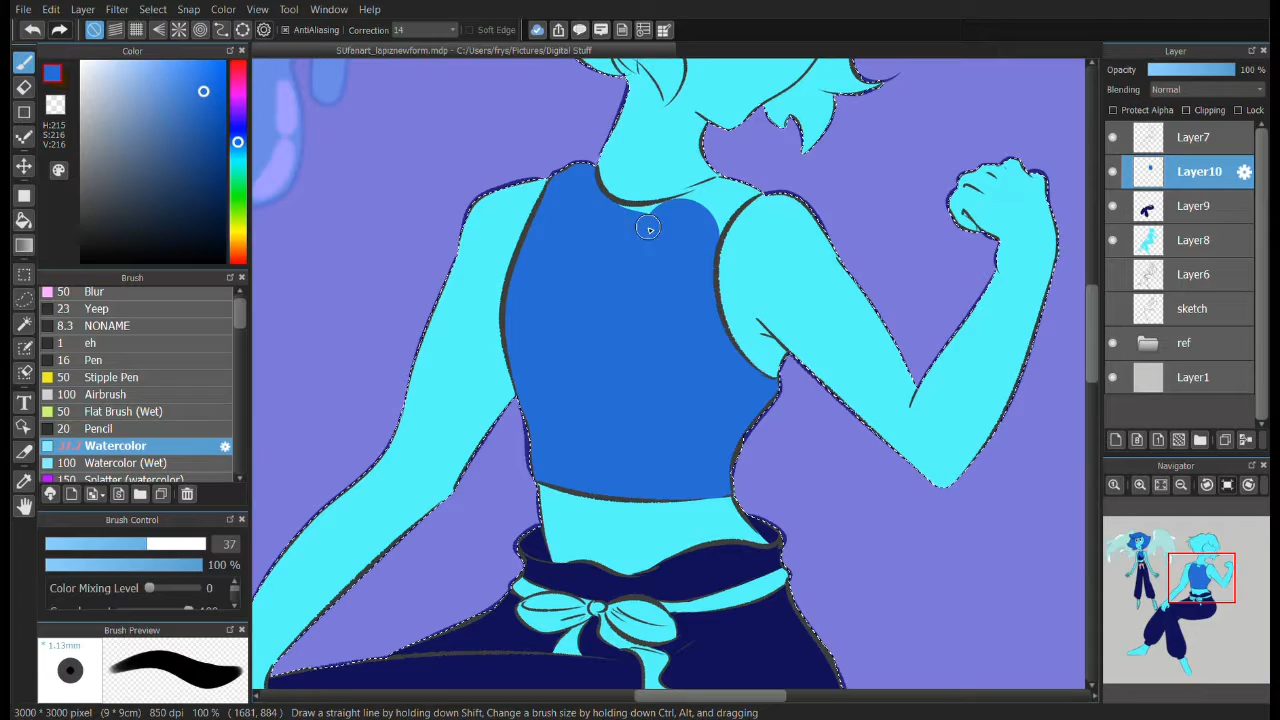 File Edit Layer Filter Select Snap Color View Tool Window Help
AntiAliasing Correction 14 Soft Edge
SUfanart_lapiznewform.mdp - C:/Users/frys/Pictures/Digital Stuff
Color
H:215
S:216
V:216
Brush
50 Blur
23 Yeep
8.3 NONAME
1 eh
16 Pen
50 Stipple Pen
100 Airbrush
50 Flat Brush (Wet)
20 Pencil
Watercolor
100 Watercolor (Wet)
150 Splatter (watercolor)
Brush Control
37
100 %
Color Mixing Level 0
Brush Preview
* 1.13mm
Layer
Opacity 100 %
Blending Normal
Protect Alpha Clipping Lock
Layer7
Layer10
Layer9
Layer8
Layer6
sketch
ref
Layer1
Navigator
3000 * 3000 pixel (9 * 9cm) 850 dpi 100 % (1681, 884) Draw a straight line by holding down Shift, Change a brush size by holding down Ctrl, Alt, and dragging